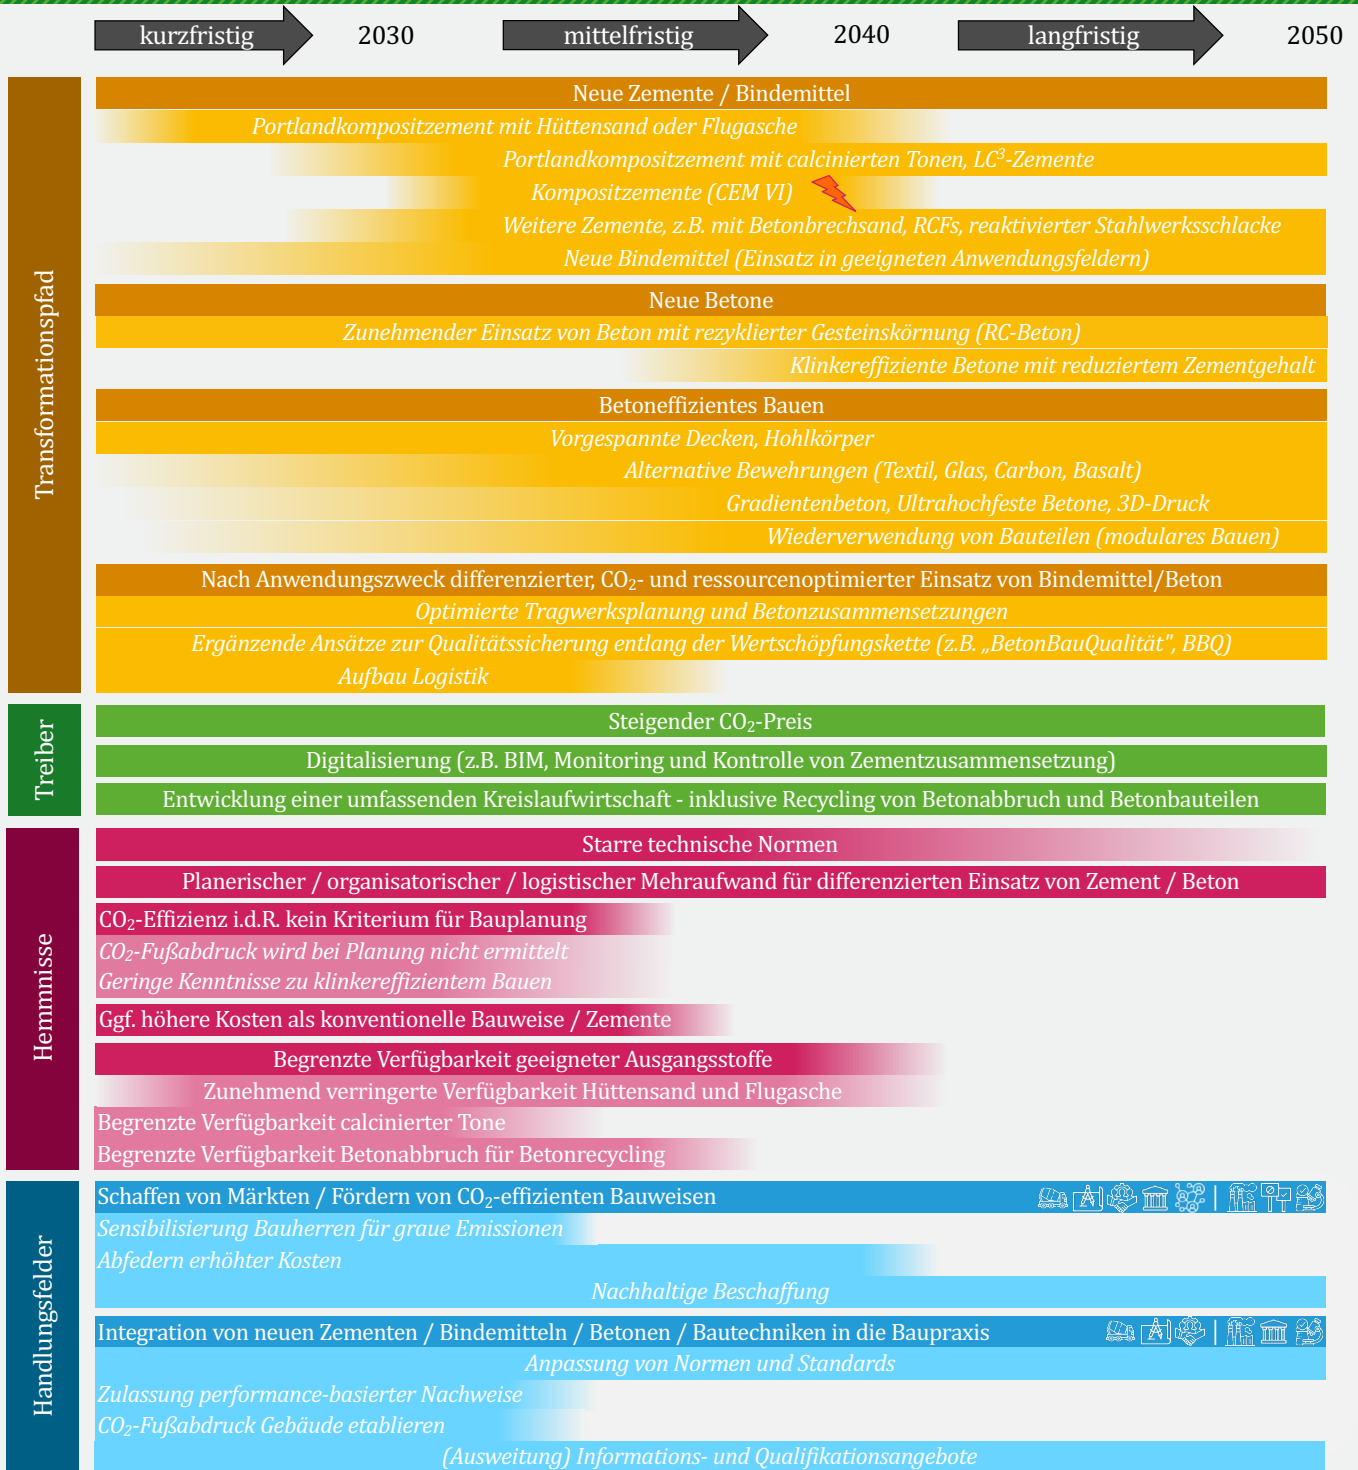 kurzfristig
2030
mittelfristig
2040
langfristig
2050
Transformationspfad
Neue Zemente / Bindemittel
Portlandkompositzement mit Hüttensand oder Flugasche
Portlandkompositzement mit calcinierten Tonen, LC³-Zemente
Kompositzemente (CEM VI)
Weitere Zemente, z.B. mit Betonbrechsand, RCFs, reaktivierter Stahlwerksschlacke
Neue Bindemittel (Einsatz in geeigneten Anwendungsfeldern)
Neue Betone
Zunehmender Einsatz von Beton mit rezyklierter Gesteinskörnung (RC-Beton)
Klinkereffiziente Betone mit reduziertem Zementgehalt
Betoneffizientes Bauen
Vorgespannte Decken, Hohlkörper
Alternative Bewehrungen (Textil, Glas, Carbon, Basalt)
Gradientenbeton, Ultrahochfeste Betone, 3D-Druck
Wiederverwendung von Bauteilen (modulares Bauen)
Nach Anwendungszweck differenzierter, CO₂- und ressourcenoptimierter Einsatz von Bindemittel/Beton
Optimierte Tragwerksplanung und Betonzusammensetzungen
Ergänzende Ansätze zur Qualitätssicherung entlang der Wertschöpfungskette (z.B. „BetonBauQualität", BBQ)
Aufbau Logistik
Treiber
Steigender CO₂-Preis
Digitalisierung (z.B. BIM, Monitoring und Kontrolle von Zementzusammensetzung)
Entwicklung einer umfassenden Kreislaufwirtschaft - inklusive Recycling von Betonabbruch und Betonbauteilen
Hemmnisse
Starre technische Normen
Planerischer / organisatorischer / logistischer Mehraufwand für differenzierten Einsatz von Zement / Beton
CO₂-Effizienz i.d.R. kein Kriterium für Bauplanung
CO₂-Fußabdruck wird bei Planung nicht ermittelt
Geringe Kenntnisse zu klinkereffizientem Bauen
Ggf. höhere Kosten als konventionelle Bauweise / Zemente
Begrenzte Verfügbarkeit geeigneter Ausgangsstoffe
Zunehmend verringerte Verfügbarkeit Hüttensand und Flugasche
Begrenzte Verfügbarkeit calcinierter Tone
Begrenzte Verfügbarkeit Betonabbruch für Betonrecycling
Handlungsfelder
Schaffen von Märkten / Fördern von CO₂-effizienten Bauweisen
Sensibilisierung Bauherren für graue Emissionen
Abfedern erhöhter Kosten
Nachhaltige Beschaffung
Integration von neuen Zementen / Bindemitteln / Betonen / Bautechniken in die Baupraxis
Anpassung von Normen und Standards
Zulassung performance-basierter Nachweise
CO₂-Fußabdruck Gebäude etablieren
(Ausweitung) Informations- und Qualifikationsangebote